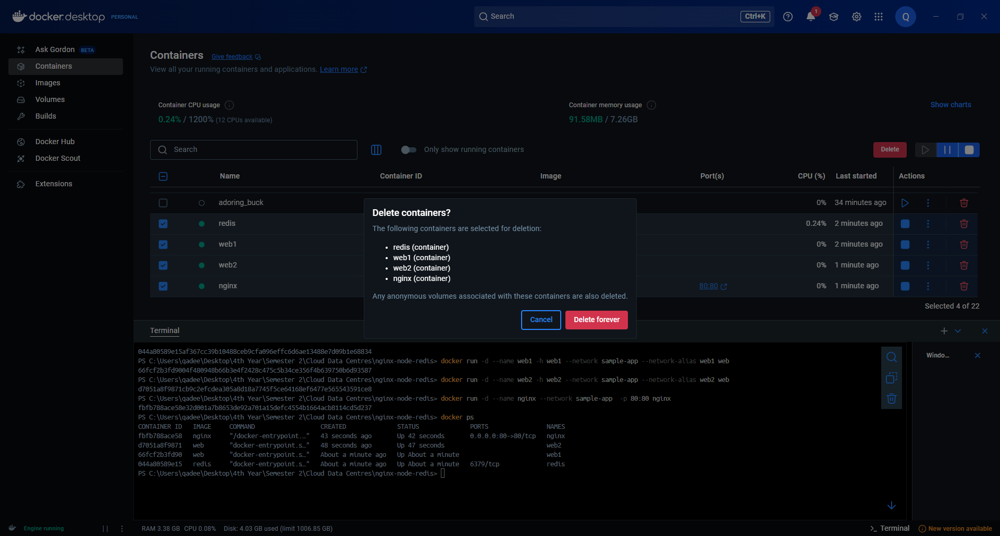 docker.desktop PERSONAL
Search Ctrl+K
1
Q
Ask Gordon BETA
Containers
Images
Volumes
Builds
Docker Hub
Docker Scout
Extensions
Containers Give feedback
View all your running containers and applications. Learn more
Container CPU usage
0.24% / 1200% (12 CPUs available)
Container memory usage
91.58MB / 7.26GB
Show charts
Search
Only show running containers
Delete
Name Container ID Image Port(s) CPU (%) Last started Actions
adoring_buck 0% 34 minutes ago
redis 0.24% 2 minutes ago
web1 0% 2 minutes ago
web2 0% 1 minute ago
nginx 80:80 0% 1 minute ago
Selected 4 of 22
Delete containers?
The following containers are selected for deletion:
• redis (container)
• web1 (container)
• web2 (container)
• nginx (container)
Any anonymous volumes associated with these containers are also deleted.
Cancel Delete forever
Terminal
044a80589e15af367cc39b10488ceb9cfa096effc6d6ae13488e7d09b1e68834
PS C:\Users\qadee\Desktop\4th Year\Semester 2\Cloud Data Centres\nginx-node-redis> docker run -d --name web1 -h web1 --network sample-app --network-alias web1 web
66fcf2b3fd9004f480948b66b3e4f2428c475c5b34ce356f4b639750b6d93587
PS C:\Users\qadee\Desktop\4th Year\Semester 2\Cloud Data Centres\nginx-node-redis> docker run -d --name web2 -h web2 --network sample-app --network-alias web2 web
d7051a8f9871cb9c2efcdea305a8d18a7745f5ce64168ef6477e565543591ce8
PS C:\Users\qadee\Desktop\4th Year\Semester 2\Cloud Data Centres\nginx-node-redis> docker run -d --name nginx --network sample-app  -p 80:80 nginx
fbfb788ace58e32d001a7b8653de92a701a15defc4554b1664acb8114cd5d237
PS C:\Users\qadee\Desktop\4th Year\Semester 2\Cloud Data Centres\nginx-node-redis> docker ps
CONTAINER ID   IMAGE     COMMAND                  CREATED              STATUS              PORTS                NAMES
fbfb788ace58   nginx     "/docker-entrypoint.…"   43 seconds ago       Up 42 seconds       0.0.0.0:80->80/tcp   nginx
d7051a8f9871   web       "docker-entrypoint.s…"   48 seconds ago       Up 47 seconds                            web2
66fcf2b3fd90   web       "docker-entrypoint.s…"   About a minute ago   Up About a minute                        web1
044a80589e15   redis     "docker-entrypoint.s…"   About a minute ago   Up About a minute   6379/tcp             redis
PS C:\Users\qadee\Desktop\4th Year\Semester 2\Cloud Data Centres\nginx-node-redis>
Windo...
Engine running
RAM 3.38 GB CPU 0.08% Disk: 4.03 GB used (limit 1006.85 GB)
Terminal
New version available